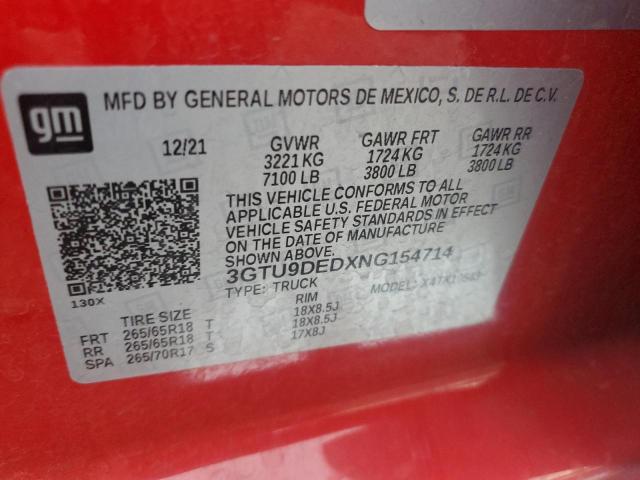 gm
MFD BY GENERAL MOTORS DE MEXICO, S. DE R.L. DE C.V.
12/21 GVWR GAWR FRT GAWR RR
3221 KG 1724 KG 1724 KG
7100 LB 3800 LB 3800 LB
THIS VEHICLE CONFORMS TO ALL
APPLICABLE U.S. FEDERAL MOTOR
VEHICLE SAFETY STANDARDS IN EFFECT
ON THE DATE OF MANUFACTURE
SHOWN ABOVE.
3GTU9DEDXNG154714
TYPE: TRUCK MODEL:
130X
TIRE SIZE RIM
FRT 265/65R18 T 18X8.5J
RR 265/65R18 T 18X8.5J
SPA 265/70R17 S 17X8J